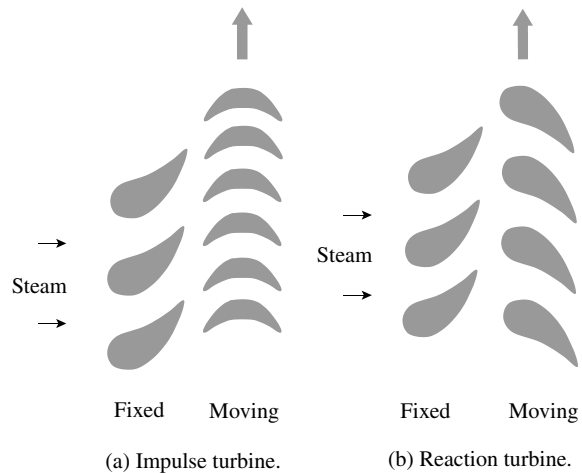 Steam
Fixed Moving
(a) Impulse turbine.
Steam
Fixed Moving
(b) Reaction turbine.